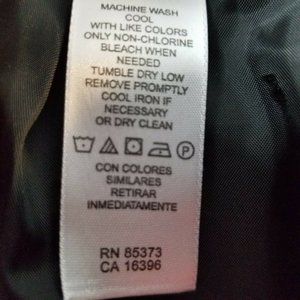 MACHINE WASH
COOL
WITH LIKE COLORS
ONLY NON-CHLORINE
BLEACH WHEN
NEEDED
TUMBLE DRY LOW
REMOVE PROMPTLY
COOL IRON IF
NECESSARY
OR DRY CLEAN
P
CON COLORES
SIMILARES
RETIRAR
INMEDIATAMENTE
RN 85373
CA 16396